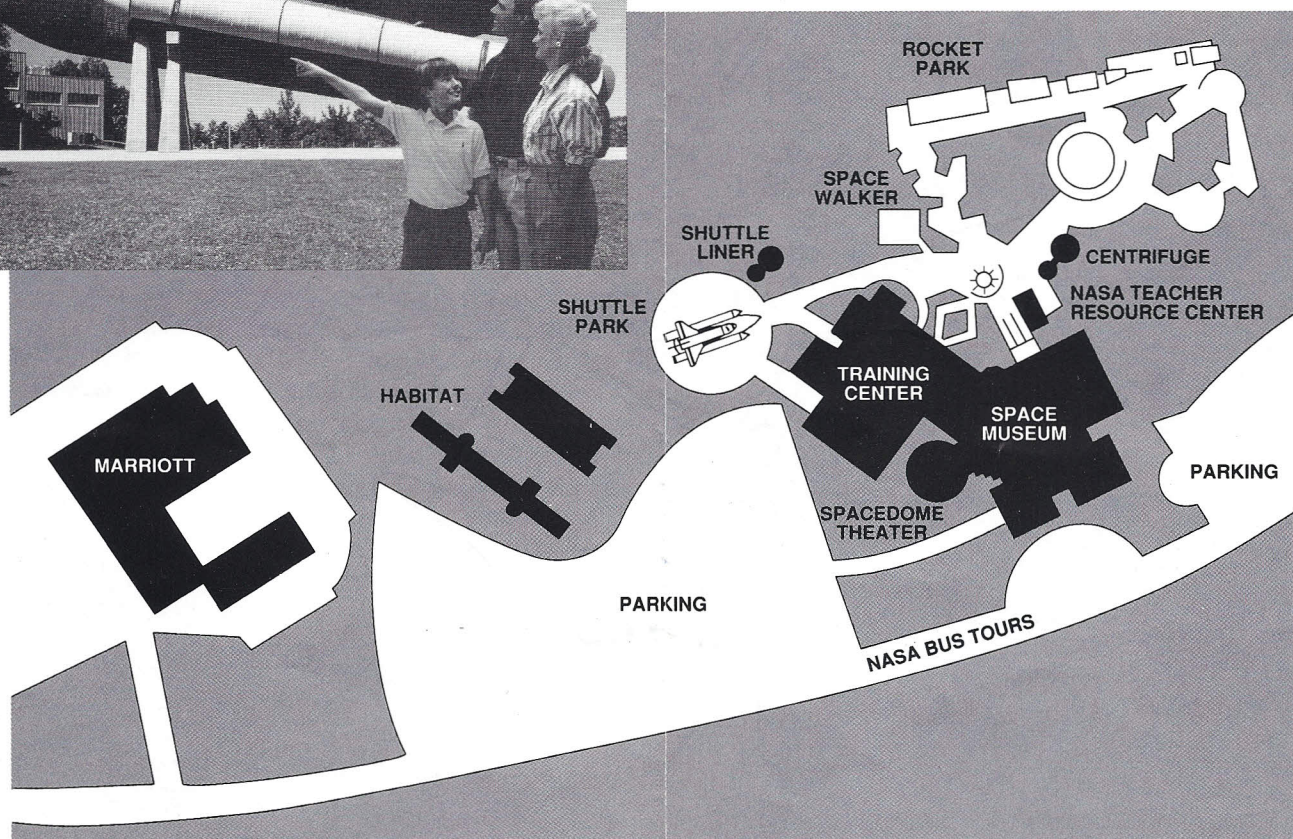 ROCKET
PARK
SPACE
WALKER
SHUTTLE
LINER
CENTRIFUGE
NASA TEACHER
RESOURCE CENTER
SHUTTLE
PARK
TRAINING
CENTER
HABITAT
SPACE
MUSEUM
MARRIOTT
PARKING
SPACEDOME
THEATER
PARKING
NASA BUS TOURS